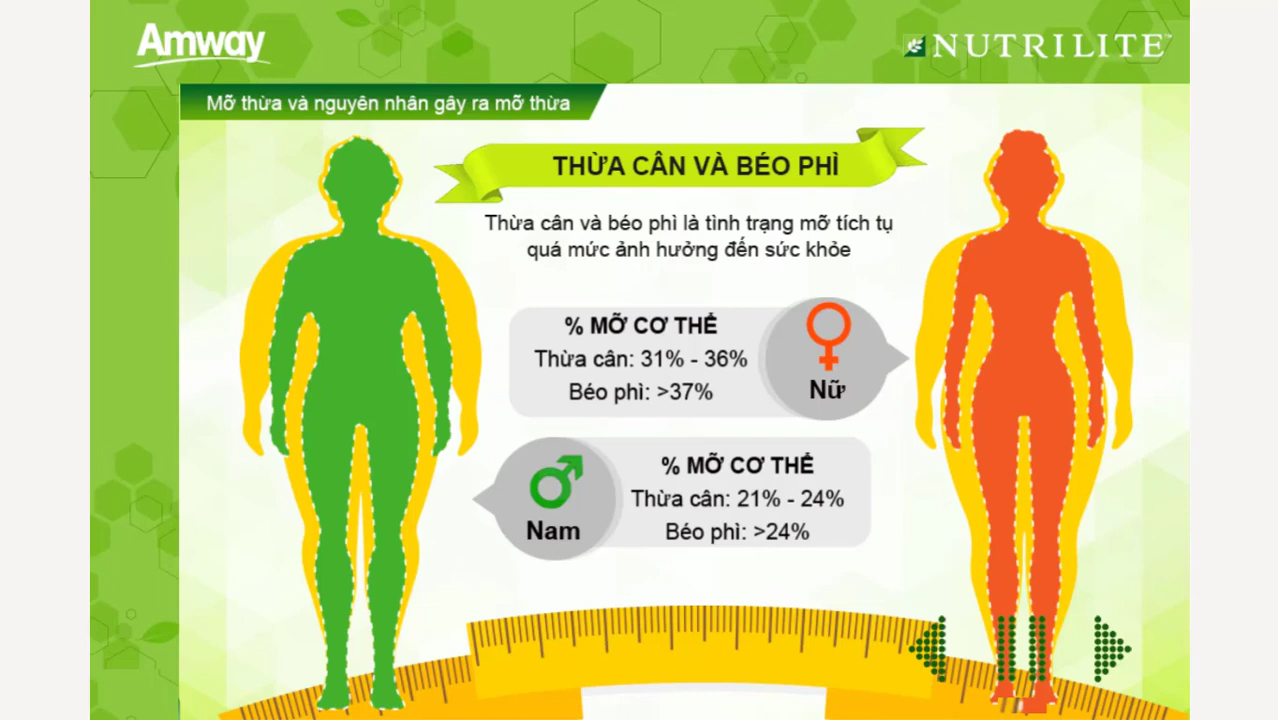 Amway
NUTRILITE™
Mỡ thừa và nguyên nhân gây ra mỡ thừa
THỪA CÂN VÀ BÉO PHÌ
Thừa cân và béo phì là tình trạng mỡ tích tụ
quá mức ảnh hưởng đến sức khỏe
% MỠ CƠ THỂ
Thừa cân: 31% - 36%
Béo phì: >37%
Nữ
% MỠ CƠ THỂ
Thừa cân: 21% - 24%
Béo phì: >24%
Nam